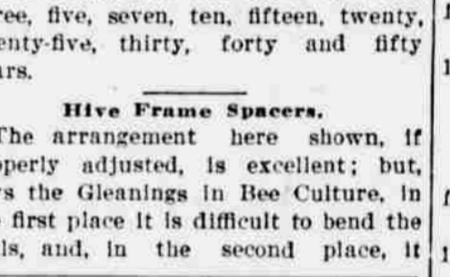 ree, five, seven, ten, fifteen, twenty,
enty-five, thirty, forty and fifty
ars.
Hive Frame Spacers.
The arrangement here shown, if
operly adjusted, is excellent; but,
ys the Gleanings in Bee Culture, in
first place it is difficult to bend the
ls, and, in the second place, it